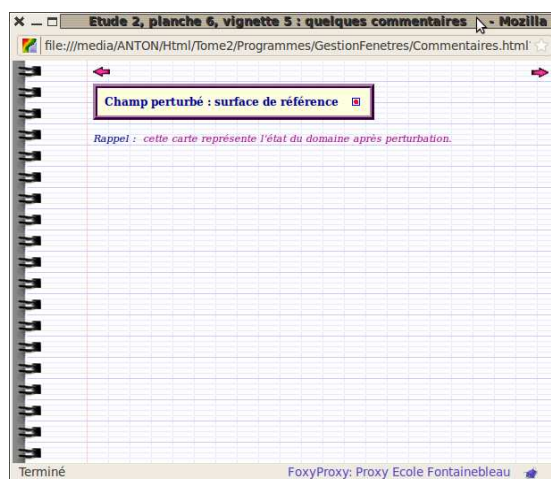 Etude 2, planche 6, vignette 5 : quelques commentaires - Mozilla
file:///media/ANTON/Html/Tome2/Programmes/GestionFenetres/Commentaires.html
Champ perturbé : surface de référence
Rappel : cette carte représente l'état du domaine après perturbation.
Terminé FoxyProxy: Proxy Ecole Fontainebleau